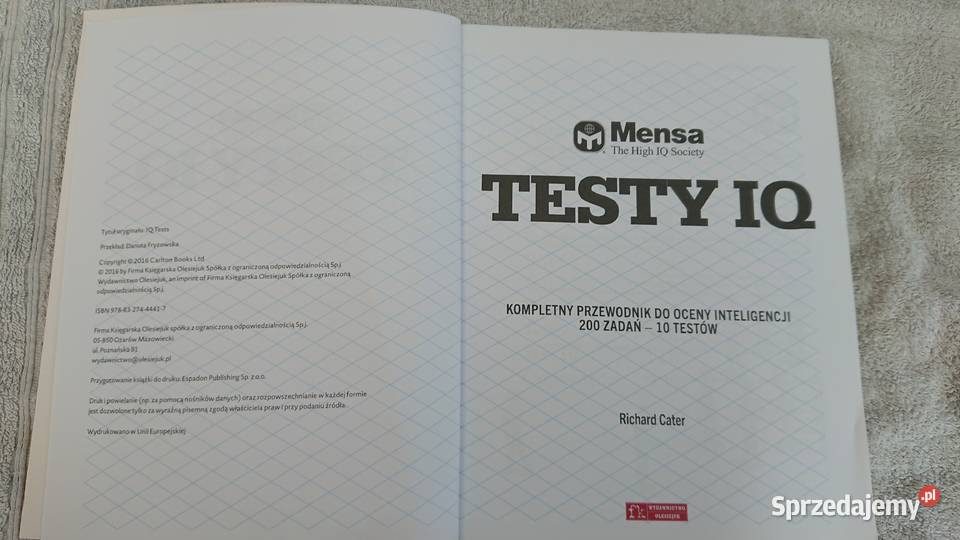 Tytuł oryginału: IQ Tests
Przekład: Danuta Fryzowska
Copyright © 2016 Carlton Books Ltd.
© 2016 by Firma Księgarska Olesiejuk Spółka z ograniczoną odpowiedzialnością Sp.j.
Wydawnictwo Olesiejuk, an imprint of Firma Księgarska Olesiejuk Spółka z ograniczoną
odpowiedzialnością Sp.j.
ISBN 978-83-274-4441-7
Firma Księgarska Olesiejuk spółka z ograniczoną odpowiedzialnością Sp.j.
05-850 Ożarów Mazowiecki
ul. Poznańska 91
wydawnictwo@olesiejuk.pl
Przygotowanie książki do druku: Espadon Publishing Sp. z o.o.
Druk i powielanie (np. za pomocą nośników danych) oraz rozpowszechnianie w każdej formie
jest dozwolone tylko za wyraźną pisemną zgodą właściciela praw i przy podaniu źródła.
Wydrukowano w Unii Europejskiej
Mensa
The High IQ Society
TESTY IQ
KOMPLETNY PRZEWODNIK DO OCENY INTELIGENCJI
200 ZADAŃ – 10 TESTÓW
Richard Cater
fk WYDAWNICTWO
OLESIEJUK
Sprzedajemy.pl